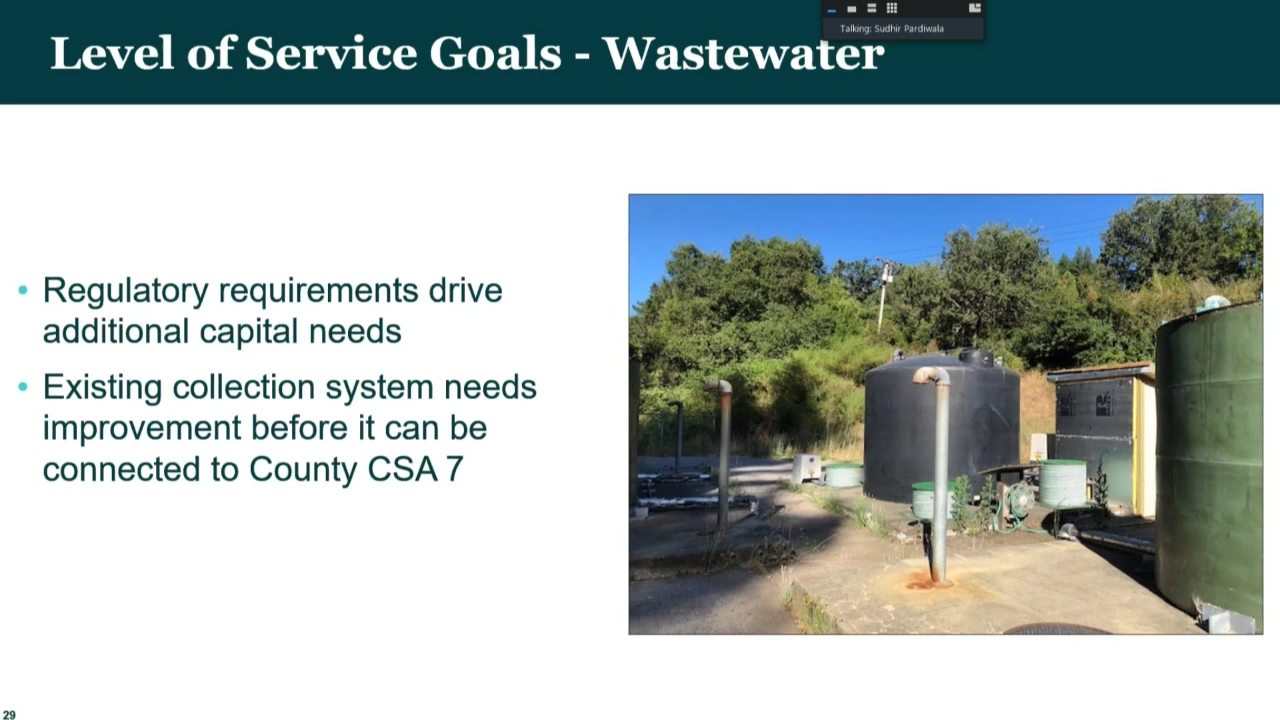 Talking: Sudhir Pardiwala
Level of Service Goals - Wastewater
• Regulatory requirements drive
additional capital needs
• Existing collection system needs
improvement before it can be
connected to County CSA 7
29